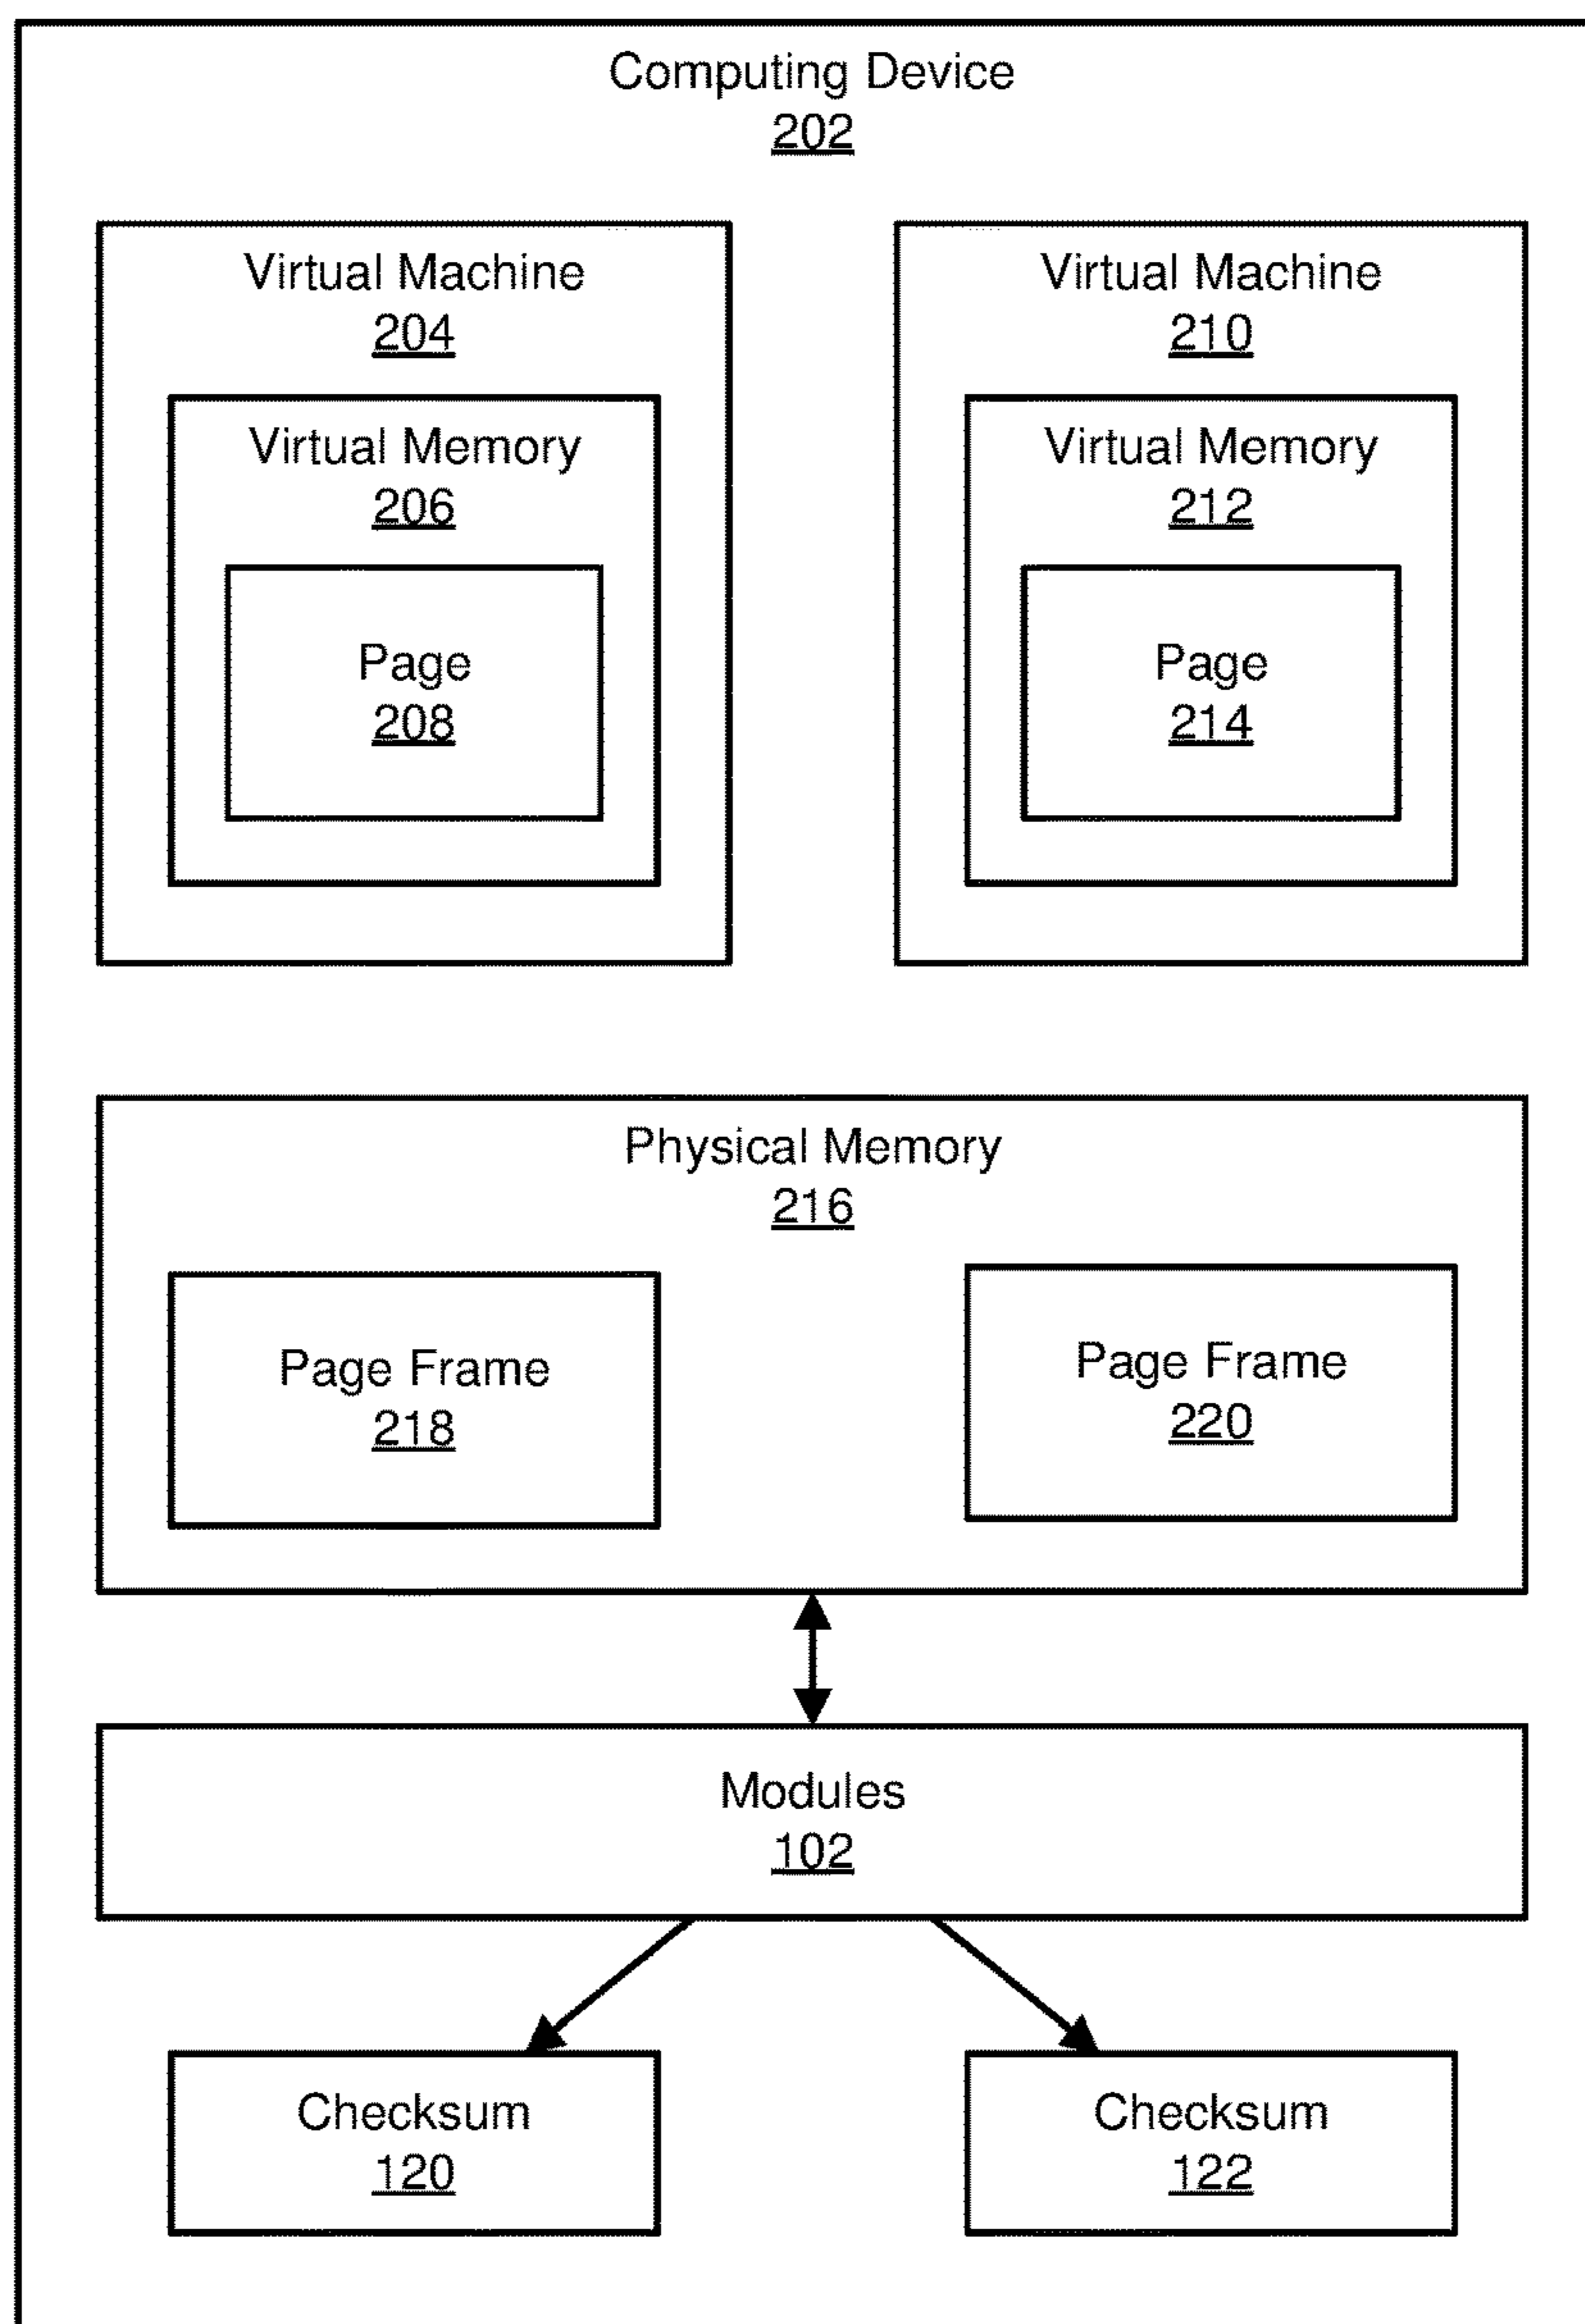 Computing Device
202
Virtual Machine
204
Virtual Memory
206
Page
208
Virtual Machine
210
Virtual Memory
212
Page
214
Physical Memory
216
Page Frame
218
Page Frame
220
Modules
102
Checksum
120
Checksum
122